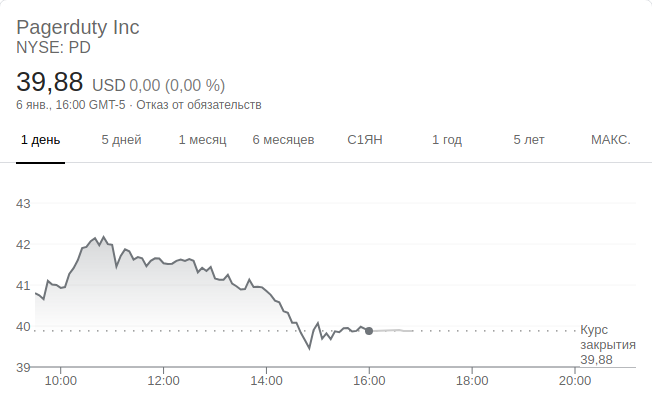 Pagerduty Inc
NYSE: PD
39,88 USD 0,00 (0,00 %)
6 янв., 16:00 GMT-5 · Отказ от обязательств
1 день 5 дней 1 месяц 6 месяцев С1ЯН 1 год 5 лет МАКС.
43
42
41
40
Курс
закрытия
39,88
39
10:00 12:00 14:00 16:00 18:00 20:00